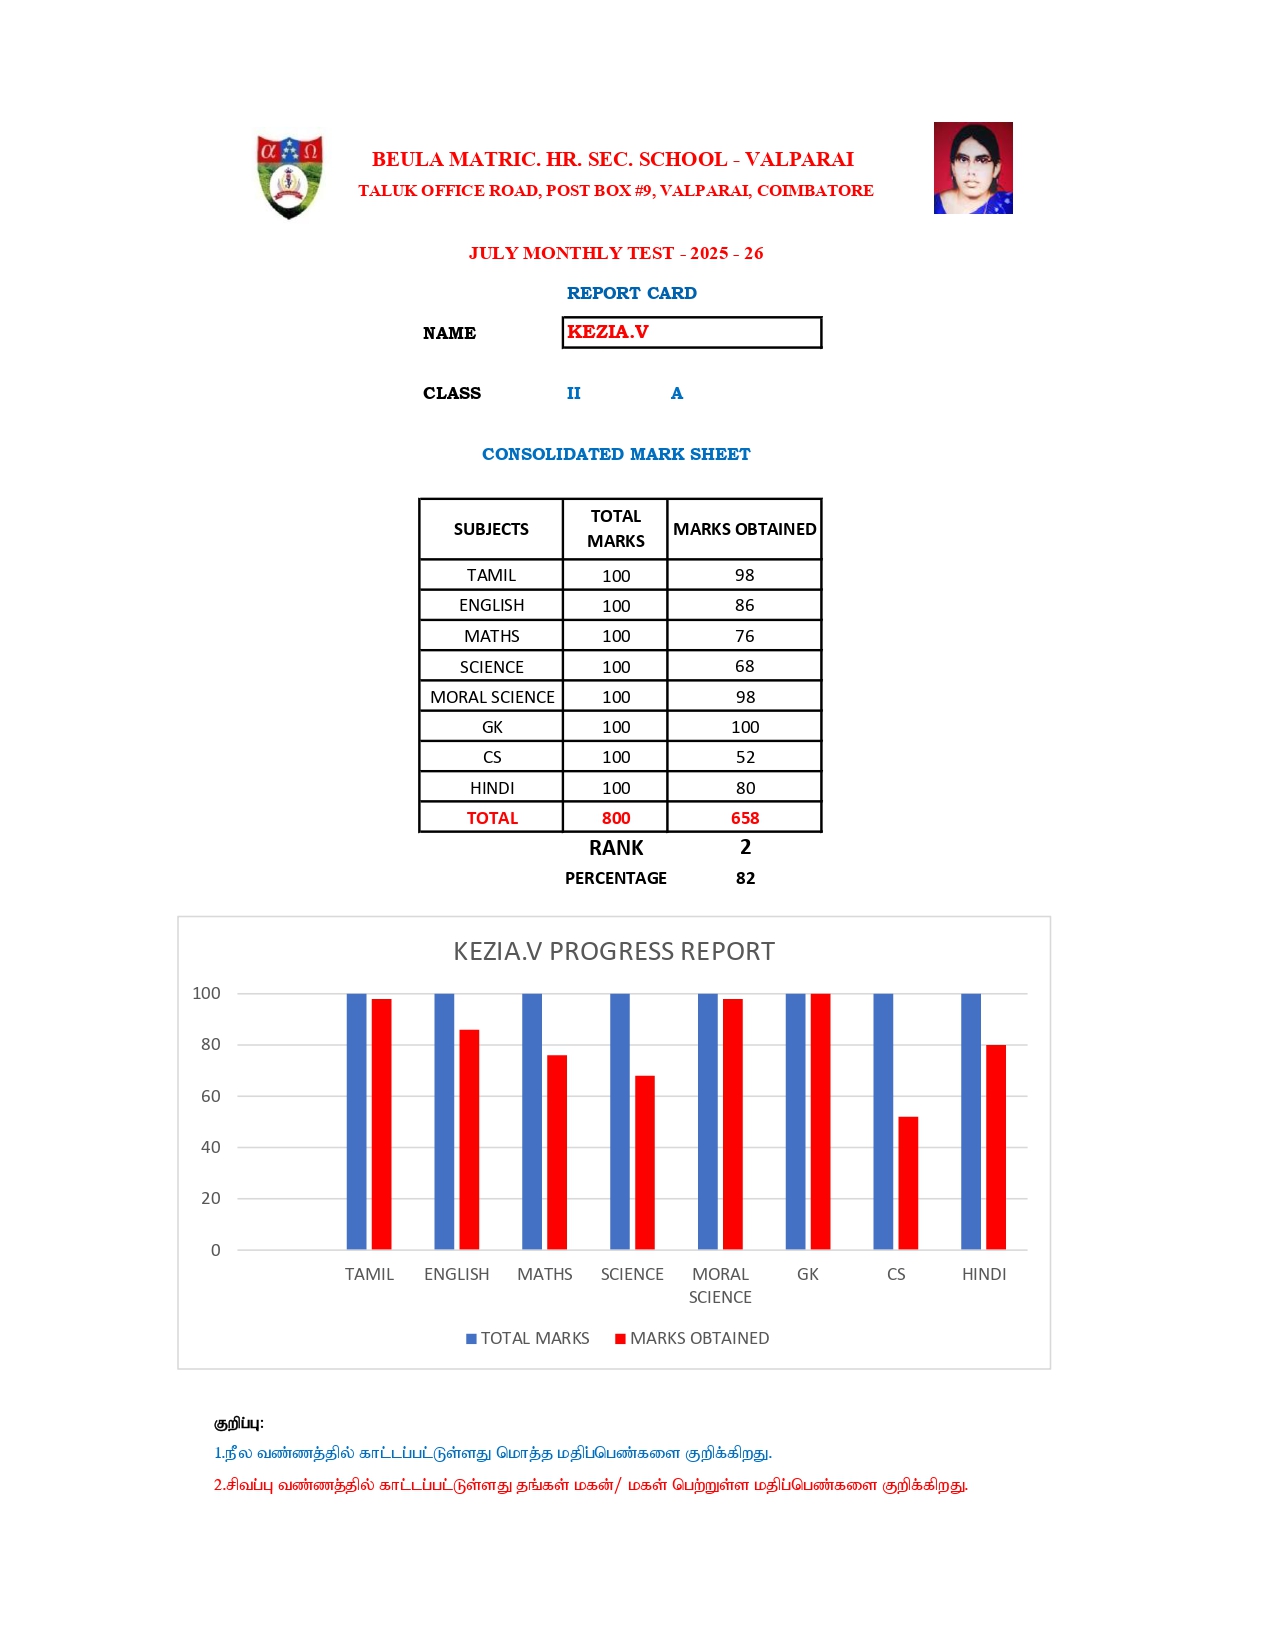 α Ω
BEULA MATRIC. HR. SEC. SCHOOL - VALPARAI
TALUK OFFICE ROAD, POST BOX #9, VALPARAI, COIMBATORE
JULY MONTHLY TEST - 2025 - 26
REPORT CARD
NAME KEZIA.V
CLASS II A
CONSOLIDATED MARK SHEET
SUBJECTS TOTAL MARKS MARKS OBTAINED
TAMIL 100 98
ENGLISH 100 86
MATHS 100 76
SCIENCE 100 68
MORAL SCIENCE 100 98
GK 100 100
CS 100 52
HINDI 100 80
TOTAL 800 658
RANK 2
PERCENTAGE 82
KEZIA.V PROGRESS REPORT
100
80
60
40
20
0
TAMIL ENGLISH MATHS SCIENCE MORAL SCIENCE GK CS HINDI
TOTAL MARKS MARKS OBTAINED
குறிப்பு:
1.நீல வண்ணத்தில் காட்டப்பட்டுள்ளது மொத்த மதிப்பெண்களை குறிக்கிறது.
2.சிவப்பு வண்ணத்தில் காட்டப்பட்டுள்ளது தங்கள் மகன்/ மகள் பெற்றுள்ள மதிப்பெண்களை குறிக்கிறது.